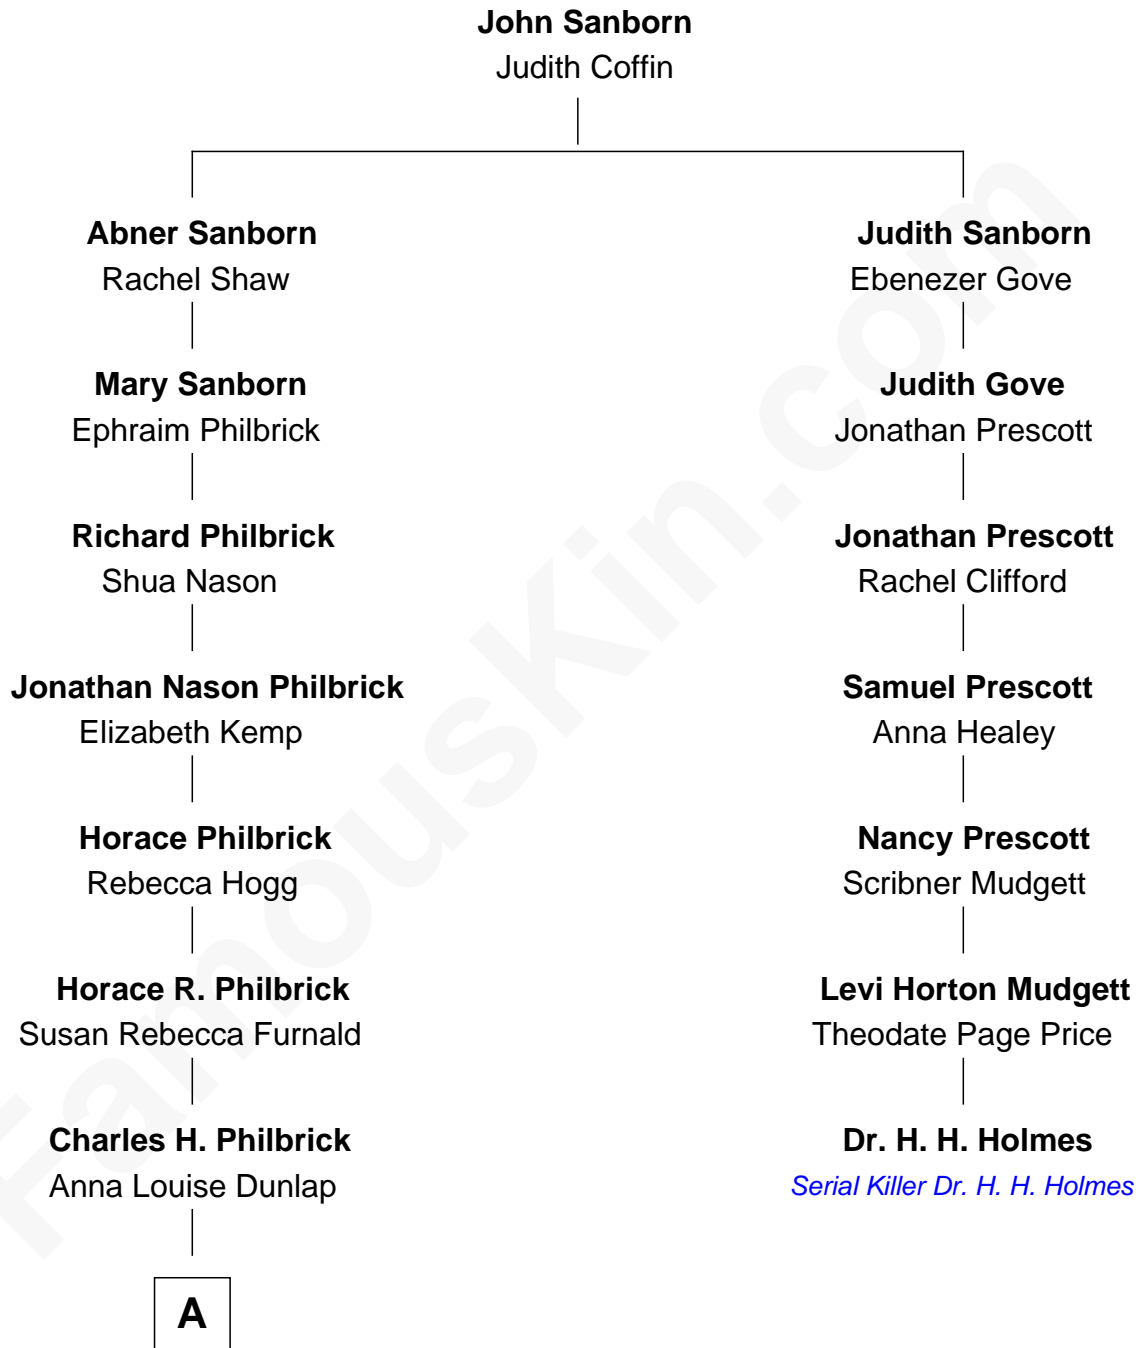 John Sanborn
Judith Coffin
Abner Sanborn
Rachel Shaw
Judith Sanborn
Ebenezer Gove
Mary Sanborn
Ephraim Philbrick
Judith Gove
Jonathan Prescott
Richard Philbrick
Shua Nason
Jonathan Prescott
Rachel Clifford
Jonathan Nason Philbrick
Elizabeth Kemp
Samuel Prescott
Anna Healey
Horace Philbrick
Rebecca Hogg
Nancy Prescott
Scribner Mudgett
Horace R. Philbrick
Susan Rebecca Furnald
Levi Horton Mudgett
Theodate Page Price
Charles H. Philbrick
Anna Louise Dunlap
Dr. H. H. Holmes
Serial Killer Dr. H. H. Holmes
A
FamousKin.com